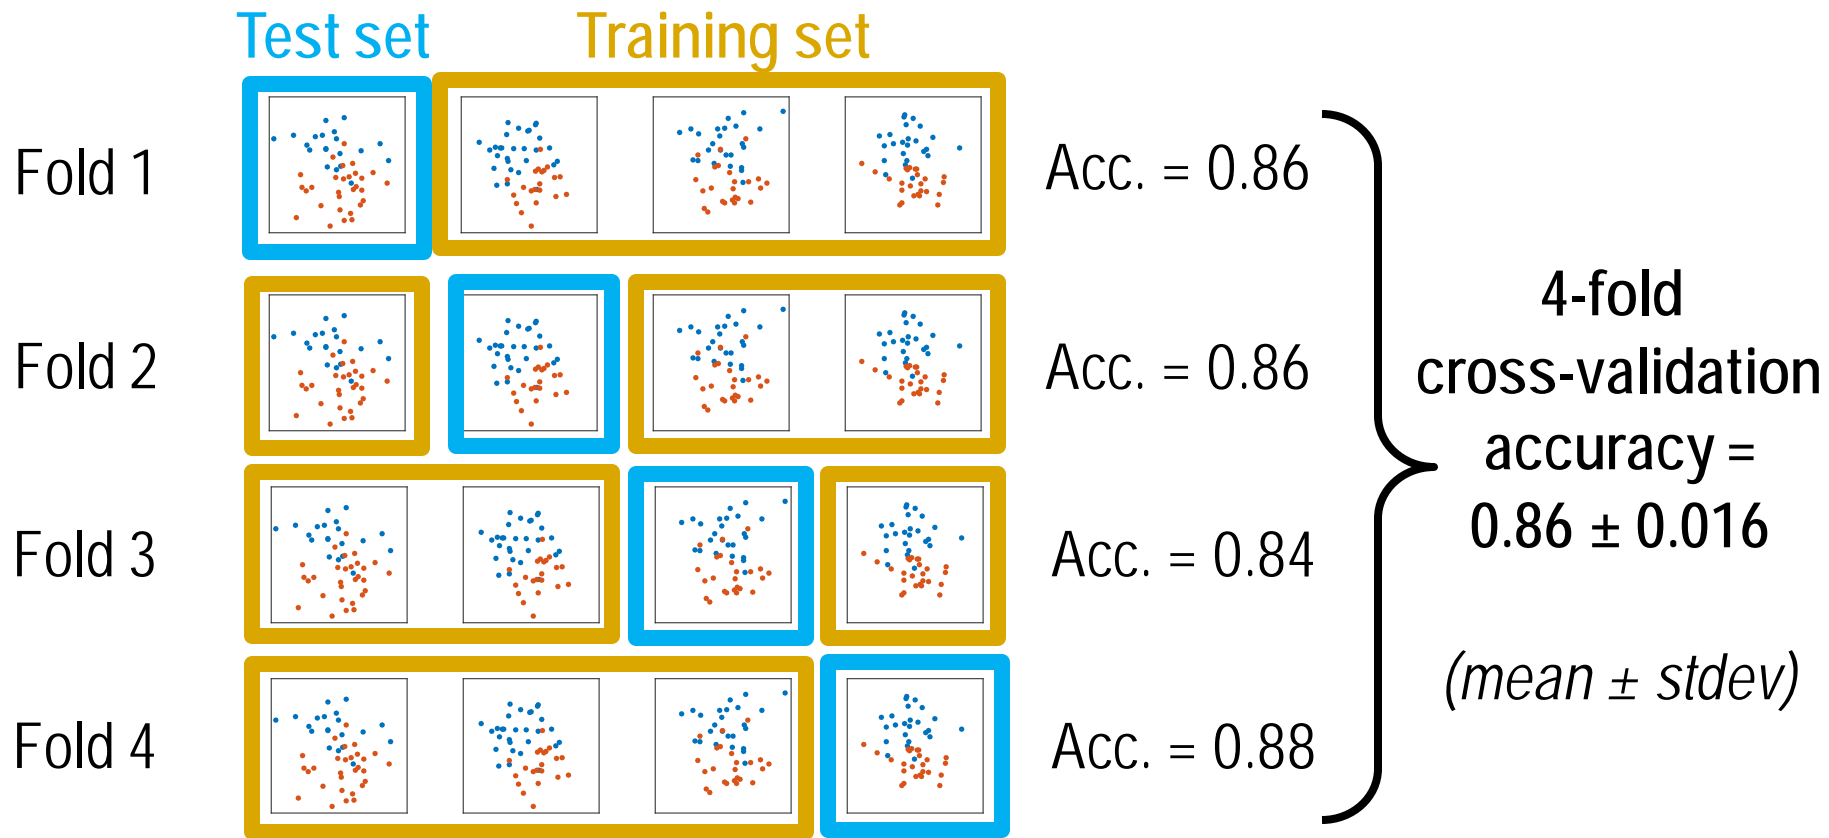 Test set Training set
Fold 1
Acc. = 0.86
Fold 2
Acc. = 0.86
Fold 3
Acc. = 0.84
Fold 4
Acc. = 0.88
4-fold
cross-validation
accuracy =
0.86 ± 0.016
(mean ± stdev)